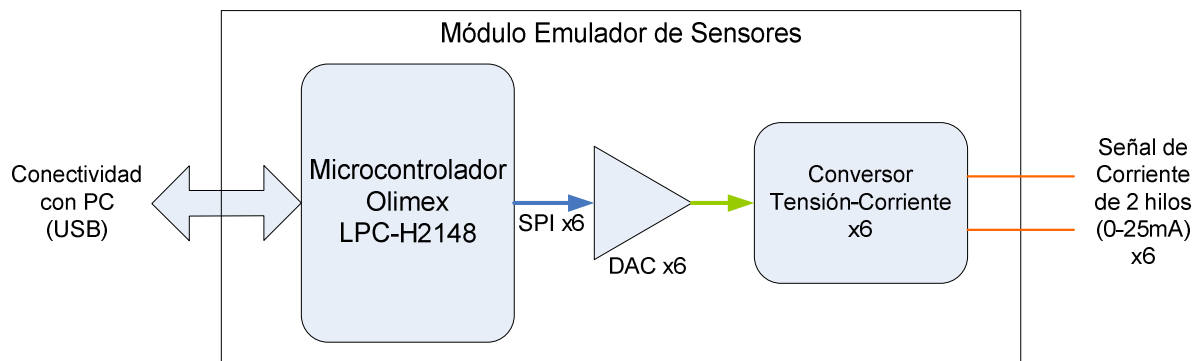 Módulo Emulador de Sensores
Conectividad
con PC
(USB)
Microcontrolador
Olimex
LPC-H2148
SPI x6
DAC x6
Conversor
Tensión-Corriente
x6
Señal de
Corriente
de 2 hilos
(0-25mA)
x6